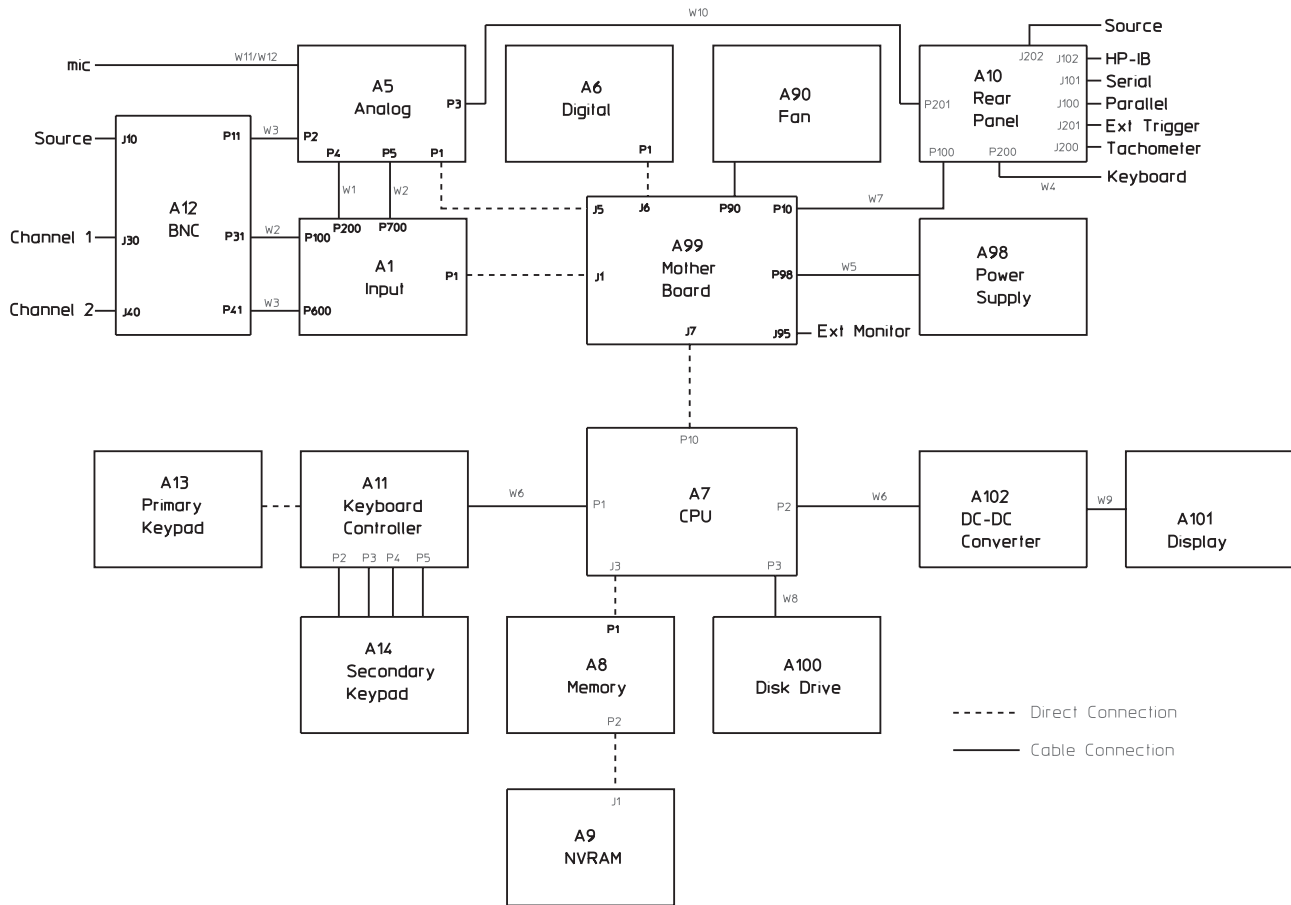 W10
Source
mic
W11/W12
A5
Analog
P3
A6
Digital
A90
Fan
J202
A10
Rear
Panel
P201
J102
HP-IB
J101
Serial
J100
Parallel
J201
Ext Trigger
J200
Tachometer
Source
J10
P11
W3
P2
P4
P5
P1
P1
P100
P200
Keyboard
W4
W1
W2
W7
A12
BNC
J5
J6
P90
P10
Channel 1
J30
P31
W2
P100
P200
P700
A1
Input
P1
J1
A99
Mother
Board
P98
W5
A98
Power
Supply
Channel 2
J40
P41
W3
P600
J7
J95
Ext Monitor
P10
A13
Primary
Keypad
A11
Keyboard
Controller
W6
P1
A7
CPU
P2
W6
A102
DC-DC
Converter
W9
A101
Display
P2
P3
P4
P5
J3
P3
W8
A14
Secondary
Keypad
P1
A8
Memory
P2
A100
Disk Drive
Direct Connection
Cable Connection
J1
A9
NVRAM